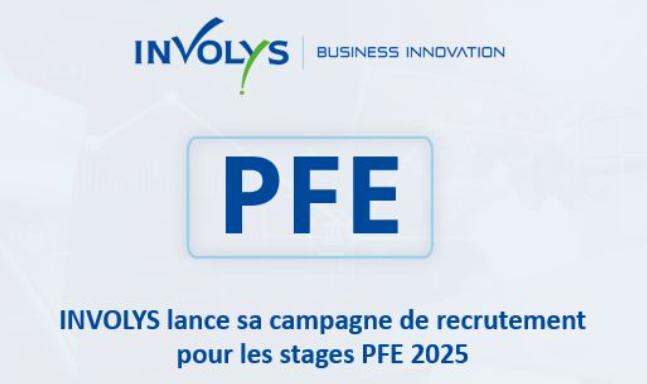 INVOLYS BUSINESS INNOVATION
PFE
INVOLYS lance sa campagne de recrutement
pour les stages PFE 2025